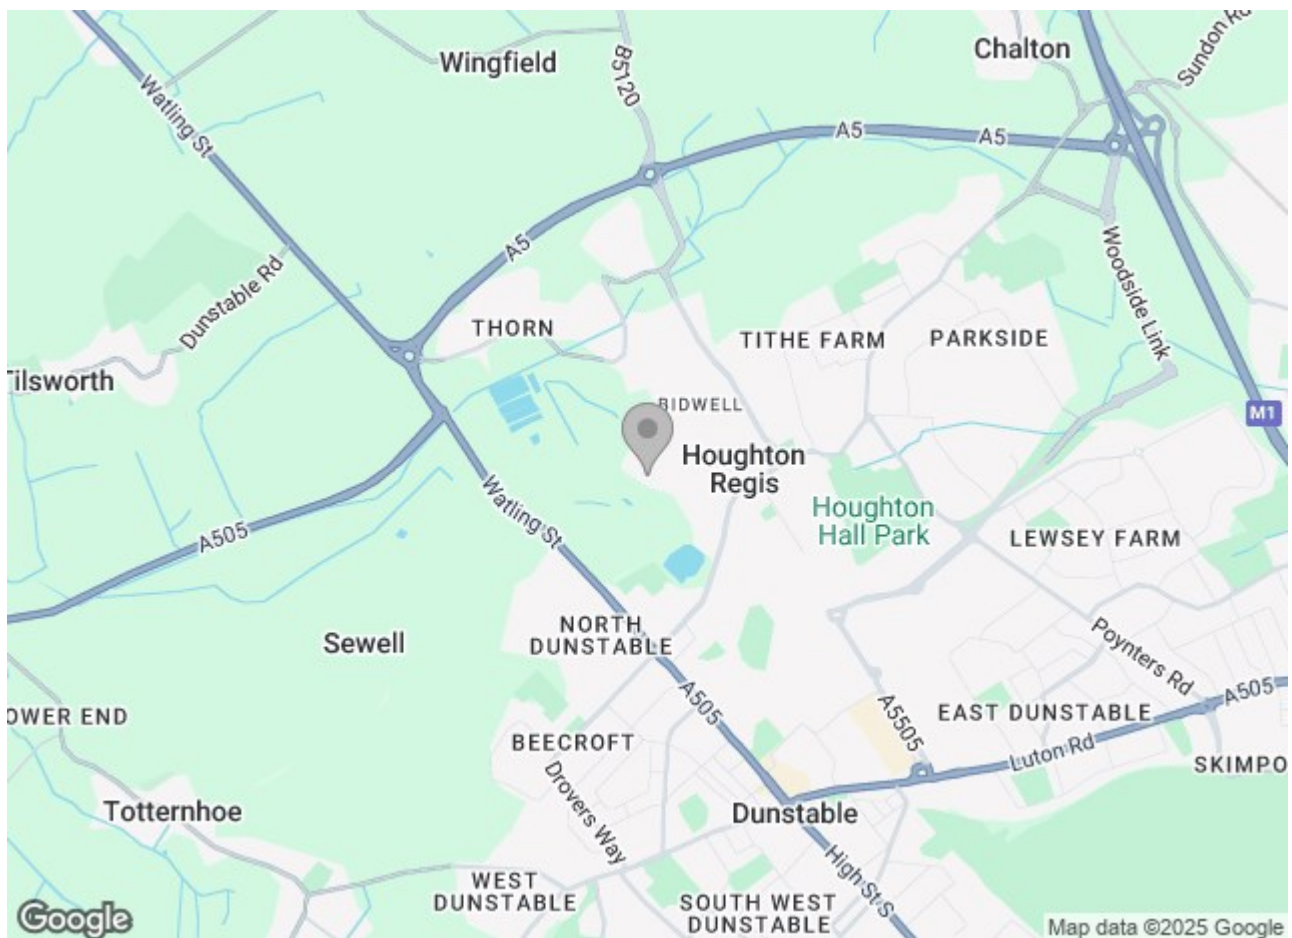 Wingfield
Chalton
Sundon Rd
B5120
Watling St
A5
A5
A5
Woodside Link
Dunstable Rd
THORN
TITHE FARM
PARKSIDE
Tilsworth
BIDWELL
M1
Houghton
Regis
Houghton
Hall Park
Watling St
A505
LEWSEY FARM
NORTH
DUNSTABLE
Sewell
Poynters Rd
A505
A505
A5505
OWER END
EAST DUNSTABLE
BEECROFT
Luton Rd
SKIMPO
Drovers Way
Totternhoe
Dunstable
High St S
WEST
DUNSTABLE
SOUTH WEST
DUNSTABLE
Google
Map data ©2025 Google